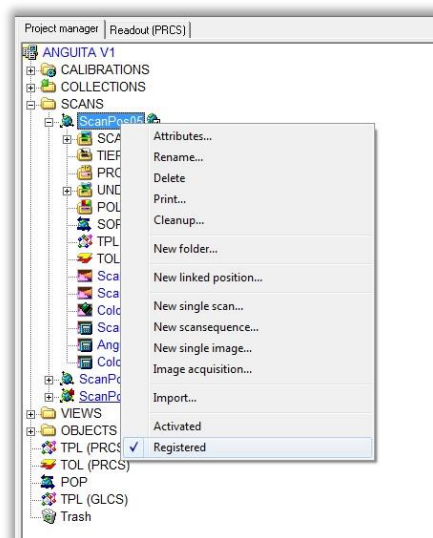 Project manager Readout (PRCS)
ANGUITA V1
CALIBRATIONS
COLLECTIONS
SCANS
ScanPos05
SCA
TIEP
PRO
UND
POL
SOP
TPL
TOL
Sca
Sca
Colo
Sca
Ang
Colo
ScanPo
ScanPo
VIEWS
OBJECTS
TPL (PRCS
TOL (PRCS)
POP
TPL (GLCS)
Trash
Attributes...
Rename...
Delete
Print...
Cleanup...
New folder...
New linked position...
New single scan...
New scansequence...
New single image...
Image acquisition...
Import...
Activated
Registered